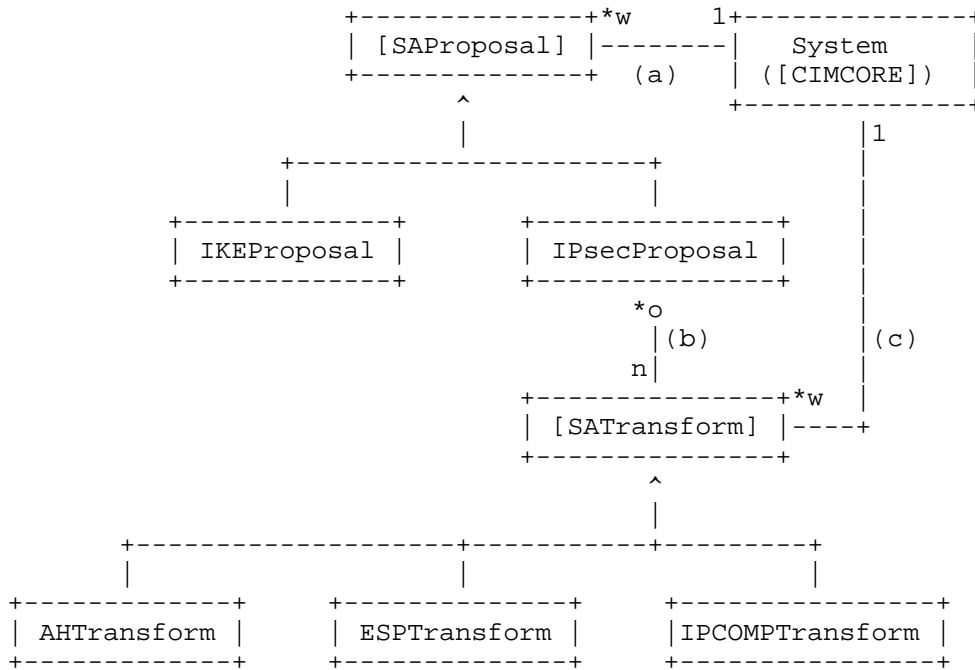 *w 1
[SAProposal] System
(a) ([CIMCORE])
^
1
IKEProposal IPsecProposal
*o
(b) (c)
n
*w
[SATransform]
^
AHTransform ESPTransform IPCOMPTransform